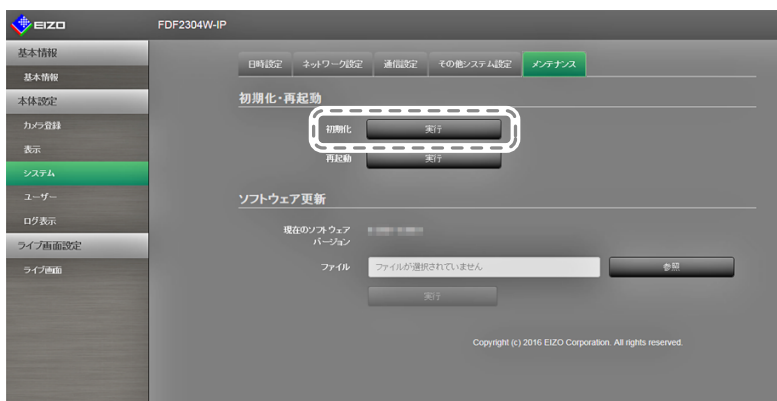 EIZO
FDF2304W-IP
基本情報
基本情報
本体設定
カメラ登録
表示
システム
ユーザー
ログ表示
ライブ画面設定
ライブ画面
日時設定 ネットワーク設定 通信設定 その他システム設定 メンテナンス
初期化・再起動
初期化 実行
再起動 実行
ソフトウェア更新
現在のソフトウェア
バージョン
ファイル ファイルが選択されていません 参照
実行
Copyright (c) 2016 EIZO Corporation. All rights reserved.